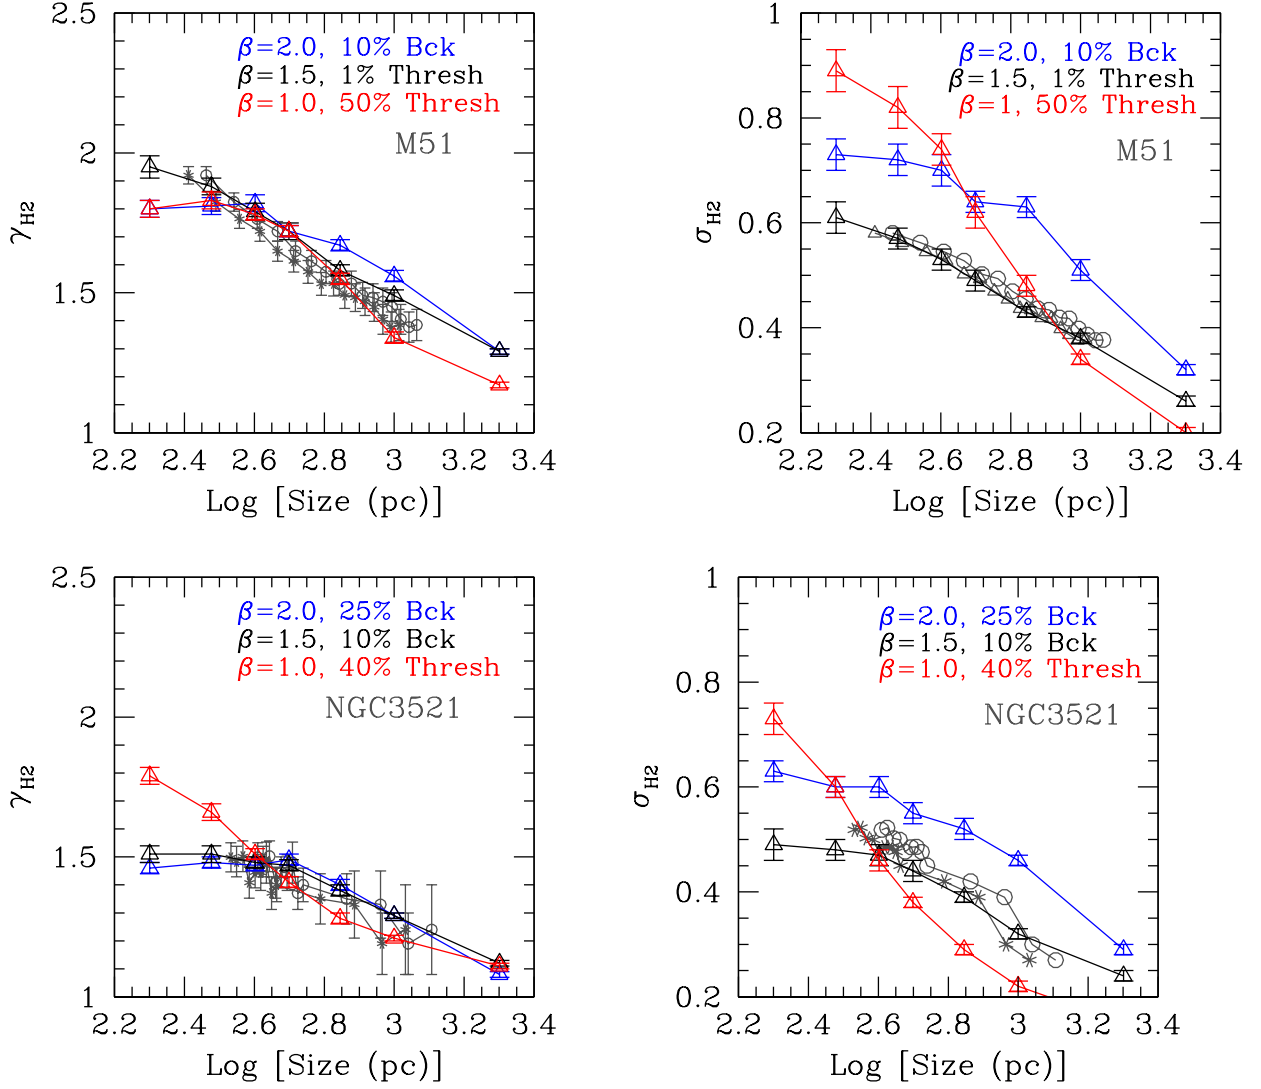 2.5
β=2.0, 10% Bck
β=1.5, 1% Thresh
β=1.0, 50% Thresh
M51
2
1.5
1
γH2
2.2 2.4 2.6 2.8 3 3.2 3.4
Log [Size (pc)]
1
β=2.0, 10% Bck
β=1.5, 1% Thresh
β=1, 50% Thresh
M51
0.8
0.6
0.4
0.2
σH2
2.2 2.4 2.6 2.8 3 3.2 3.4
Log [Size (pc)]
2.5
β=2.0, 25% Bck
β=1.5, 10% Bck
β=1.0, 40% Thresh
NGC3521
2
1.5
1
γH2
2.2 2.4 2.6 2.8 3 3.2 3.4
Log [Size (pc)]
1
β=2.0, 25% Bck
β=1.5, 10% Bck
β=1.0, 40% Thresh
NGC3521
0.8
0.6
0.4
0.2
σH2
2.2 2.4 2.6 2.8 3 3.2 3.4
Log [Size (pc)]